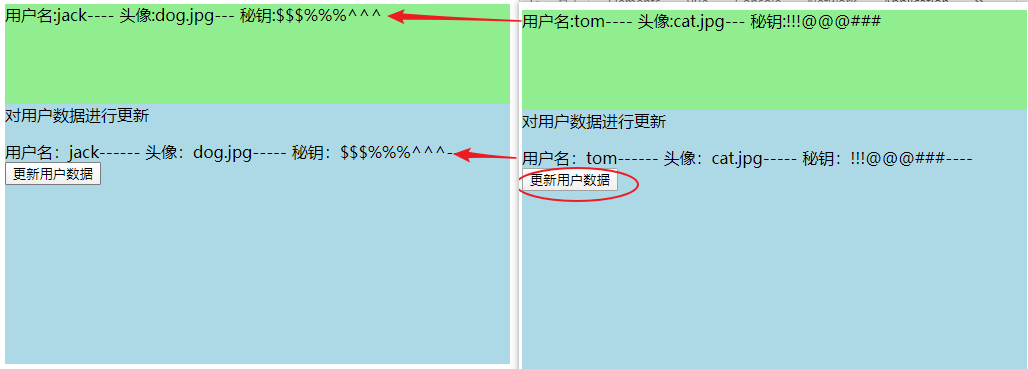 用户名:jack---- 头像:dog.jpg--- 秘钥:$$$%%%^^^
对用户数据进行更新
用户名：jack------ 头像：dog.jpg----- 秘钥：$$$%%%^^^-
更新用户数据
用户名:tom---- 头像:cat.jpg--- 秘钥:!!!@@@###
对用户数据进行更新
用户名：tom------ 头像：cat.jpg----- 秘钥：!!!@@@###----
更新用户数据